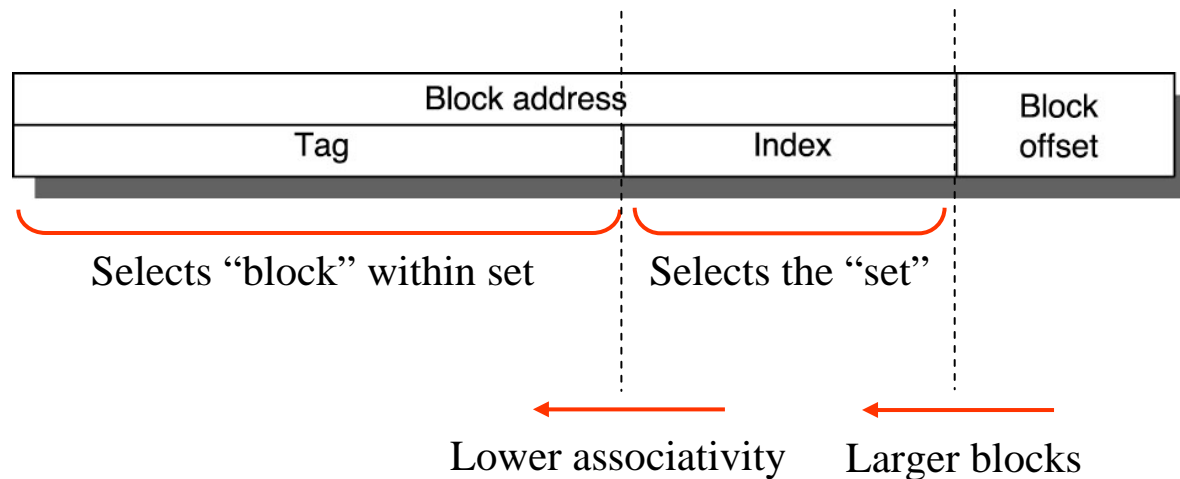 Block address
Block
offset
Tag
Index
Selects “block” within set
Selects the “set”
Lower associativity
Larger blocks